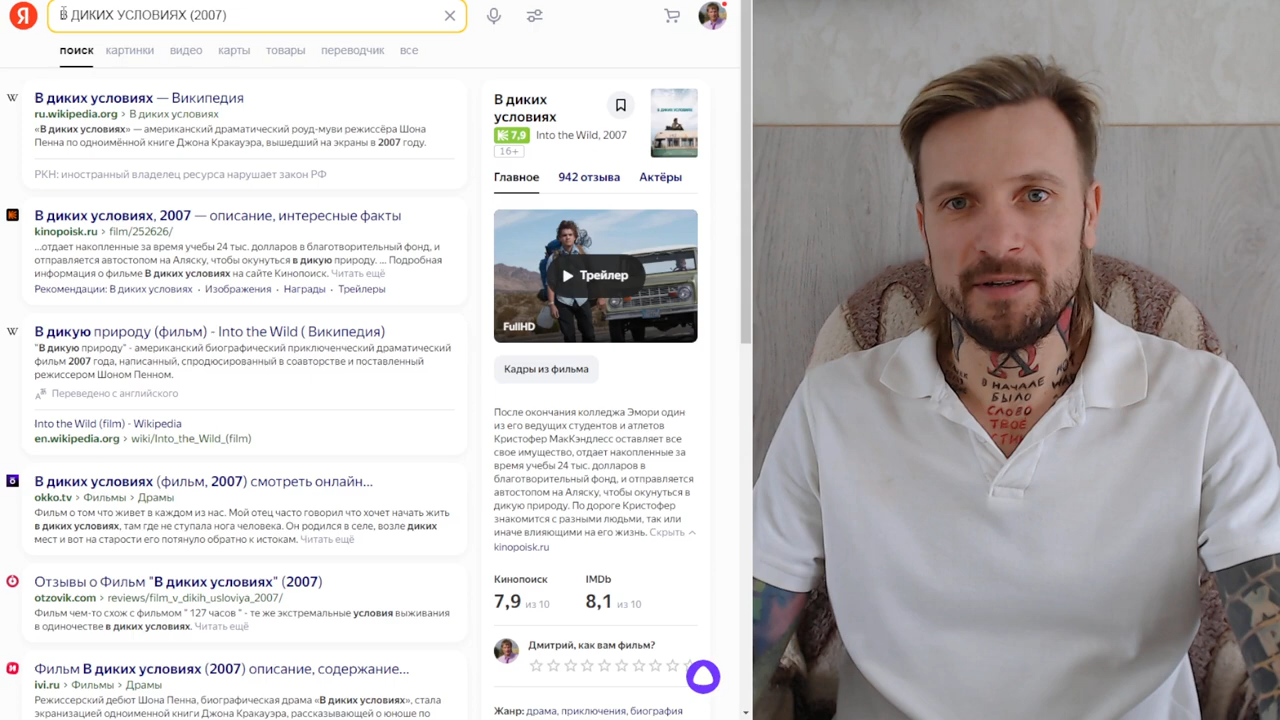 Я
В ДИКИХ УСЛОВИЯХ (2007)
поиск картинки видео карты товары переводчик все
W
В диких условиях — Википедия
ru.wikipedia.org › В диких условиях
«В диких условиях» — американский драматический роуд-муви режиссёра Шона
Пенна по одноимённой книге Джона Кракауэра, вышедший на экраны в 2007 году.
РКН: иностранный владелец ресурса нарушает закон РФ
В диких условиях, 2007 — описание, интересные факты
kinopoisk.ru › film/252626/
...отдает накопленные за время учебы 24 тыс. долларов в благотворительный фонд, и
отправляется автостопом на Аляску, чтобы окунуться в дикую природу. ... Подробная
информация о фильме В диких условиях на сайте Кинопоиск. Читать ещё
Рекомендации: В диких условиях · Изображения · Награды · Трейлеры
W
В дикую природу (фильм) - Into the Wild ( Википедия)
"В дикую природу" - американский биографический приключенческий драматический
фильм 2007 года, написанный, спродюсированный в соавторстве и поставленный
режиссером Шоном Пенном.
Переведено с английского
Into the Wild (film) - Wikipedia
en.wikipedia.org › wiki/Into_the_Wild_(film)
В диких условиях (фильм, 2007) смотреть онлайн...
okko.tv › Фильмы › Драмы
Фильм о том что живет в каждом из нас. Мой отец часто говорил что хочет начать жить
в диких условиях, там где не ступала нога человека. Он родился в селе, возле диких
мест и вот на старости его потянуло обратно к истокам. Читать ещё
Отзывы о Фильм "В диких условиях" (2007)
otzovik.com › reviews/film_v_dikih_usloviya_2007/
Фильм чем-то схож с фильмом " 127 часов " - те же экстремальные условия выживания
в одиночестве в диких условиях. Читать ещё
Фильм В диких условиях (2007) описание, содержание...
ivi.ru › Фильмы › Драмы
Режиссерский дебют Шона Пенна, биографическая драма «В диких условиях», стала
экранизацией одноименной книги Джона Кракауэра, рассказывающей о юноше по
В диких
условиях
7,9 Into the Wild, 2007
16+
Главное 942 отзыва Актёры
Трейлер
FullHD
Кадры из фильма
После окончания колледжа Эмори один
из его ведущих студентов и атлетов
Кристофер МакКэндлесс оставляет все
свое имущество, отдает накопленные за
время учебы 24 тыс. долларов в
благотворительный фонд, и отправляется
автостопом на Аляску, чтобы окунуться в
дикую природу. По дороге Кристофер
знакомится с разными людьми, так или
иначе влияющими на его жизнь. Скрыть
kinopoisk.ru
Кинопоиск IMDb
7,9 из 10 8,1 из 10
Дмитрий, как вам фильм?
Жанр: драма, приключения, биография
В НАЧАЛЕ
БЫЛО
СЛОВО
ТВОЕ